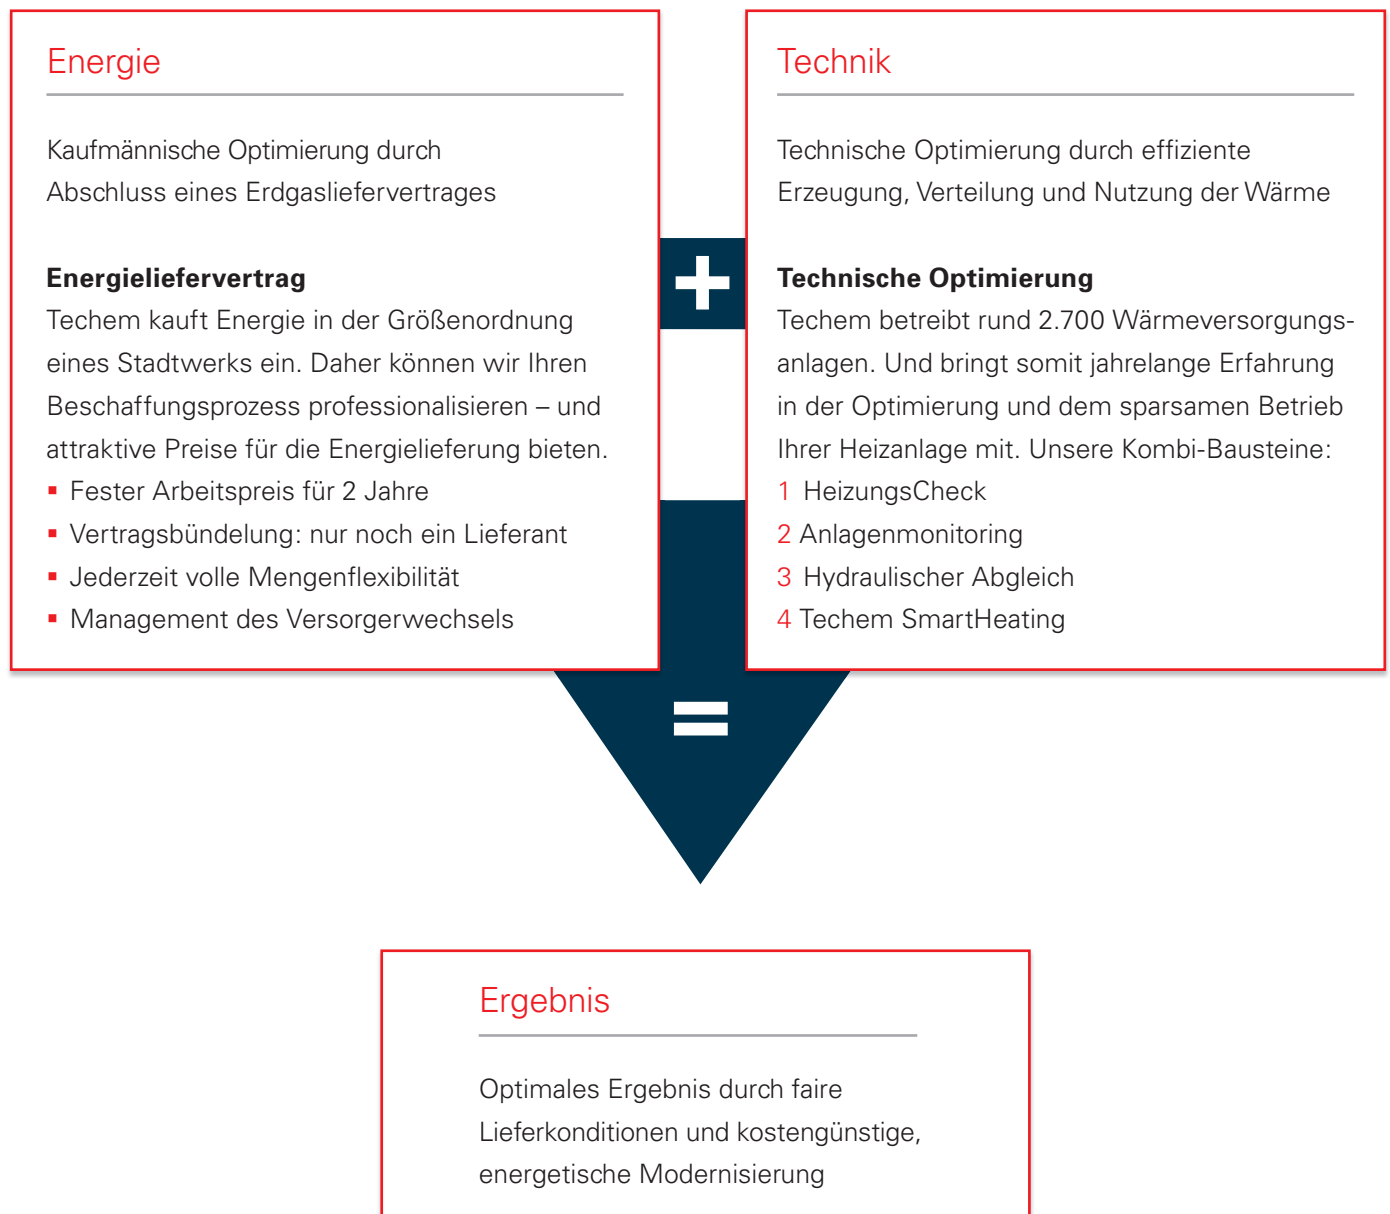 Energie
Kaufmännische Optimierung durch
Abschluss eines Erdgasliefervertrages
Energieliefervertrag
Techem kauft Energie in der Größenordnung
eines Stadtwerks ein. Daher können wir Ihren
Beschaffungsprozess professionalisieren – und
attraktive Preise für die Energielieferung bieten.
▪ Fester Arbeitspreis für 2 Jahre
▪ Vertragsbündelung: nur noch ein Lieferant
▪ Jederzeit volle Mengenflexibilität
▪ Management des Versorgerwechsels
+
Technik
Technische Optimierung durch effiziente
Erzeugung, Verteilung und Nutzung der Wärme
Technische Optimierung
Techem betreibt rund 2.700 Wärmeversorgungs-
anlagen. Und bringt somit jahrelange Erfahrung
in der Optimierung und dem sparsamen Betrieb
Ihrer Heizanlage mit. Unsere Kombi-Bausteine:
1 HeizungsCheck
2 Anlagenmonitoring
3 Hydraulischer Abgleich
4 Techem SmartHeating
=
Ergebnis
Optimales Ergebnis durch faire
Lieferkonditionen und kostengünstige,
energetische Modernisierung